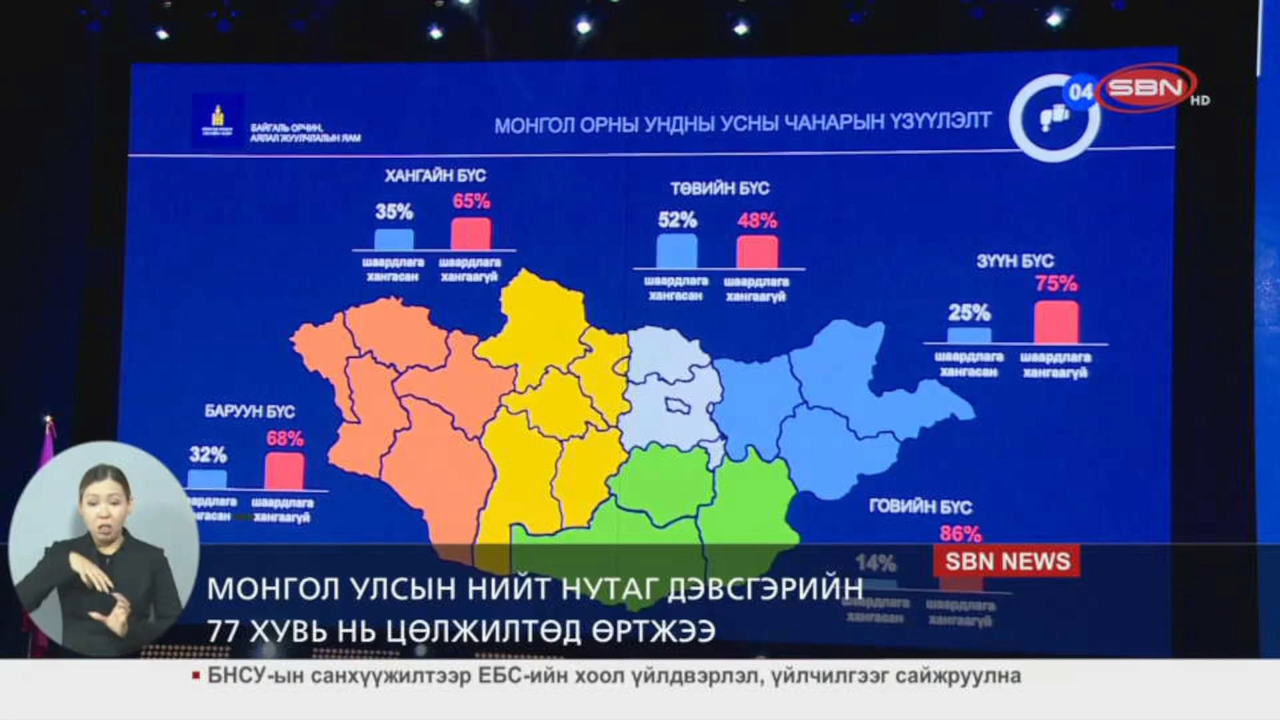 БАЙГАЛЬ ОРЧИН,
АЯЛАЛ ЖУУЛЧЛАЛЫН ЯАМ
МОНГОЛ ОРНЫ УНДНЫ УСНЫ ЧАНАРЫН ҮЗҮҮЛЭЛТ
04
SBN HD
ХАНГАЙН БҮС
35% 65%
шаардлага шаардлага
хангасан хангаагүй
ТӨВИЙН БҮС
52% 48%
шаардлага шаардлага
хангасан хангаагүй
ЗҮҮН БҮС
25% 75%
шаардлага шаардлага
хангасан хангаагүй
БАРУУН БҮС
32% 68%
шаардлага
хангаагүй
ГОВИЙН БҮС
14% 86%
шаардлага шаардлага
хангасан хангаагүй
SBN NEWS
МОНГОЛ УЛСЫН НИЙТ НУТАГ ДЭВСГЭРИЙН
77 ХУВЬ НЬ ЦӨЛЖИЛТӨД ӨРТЖЭЭ
БНСУ-ын санхүүжилтээр ЕБС-ийн хоол үйлдвэрлэл, үйлчилгээг сайжруулна